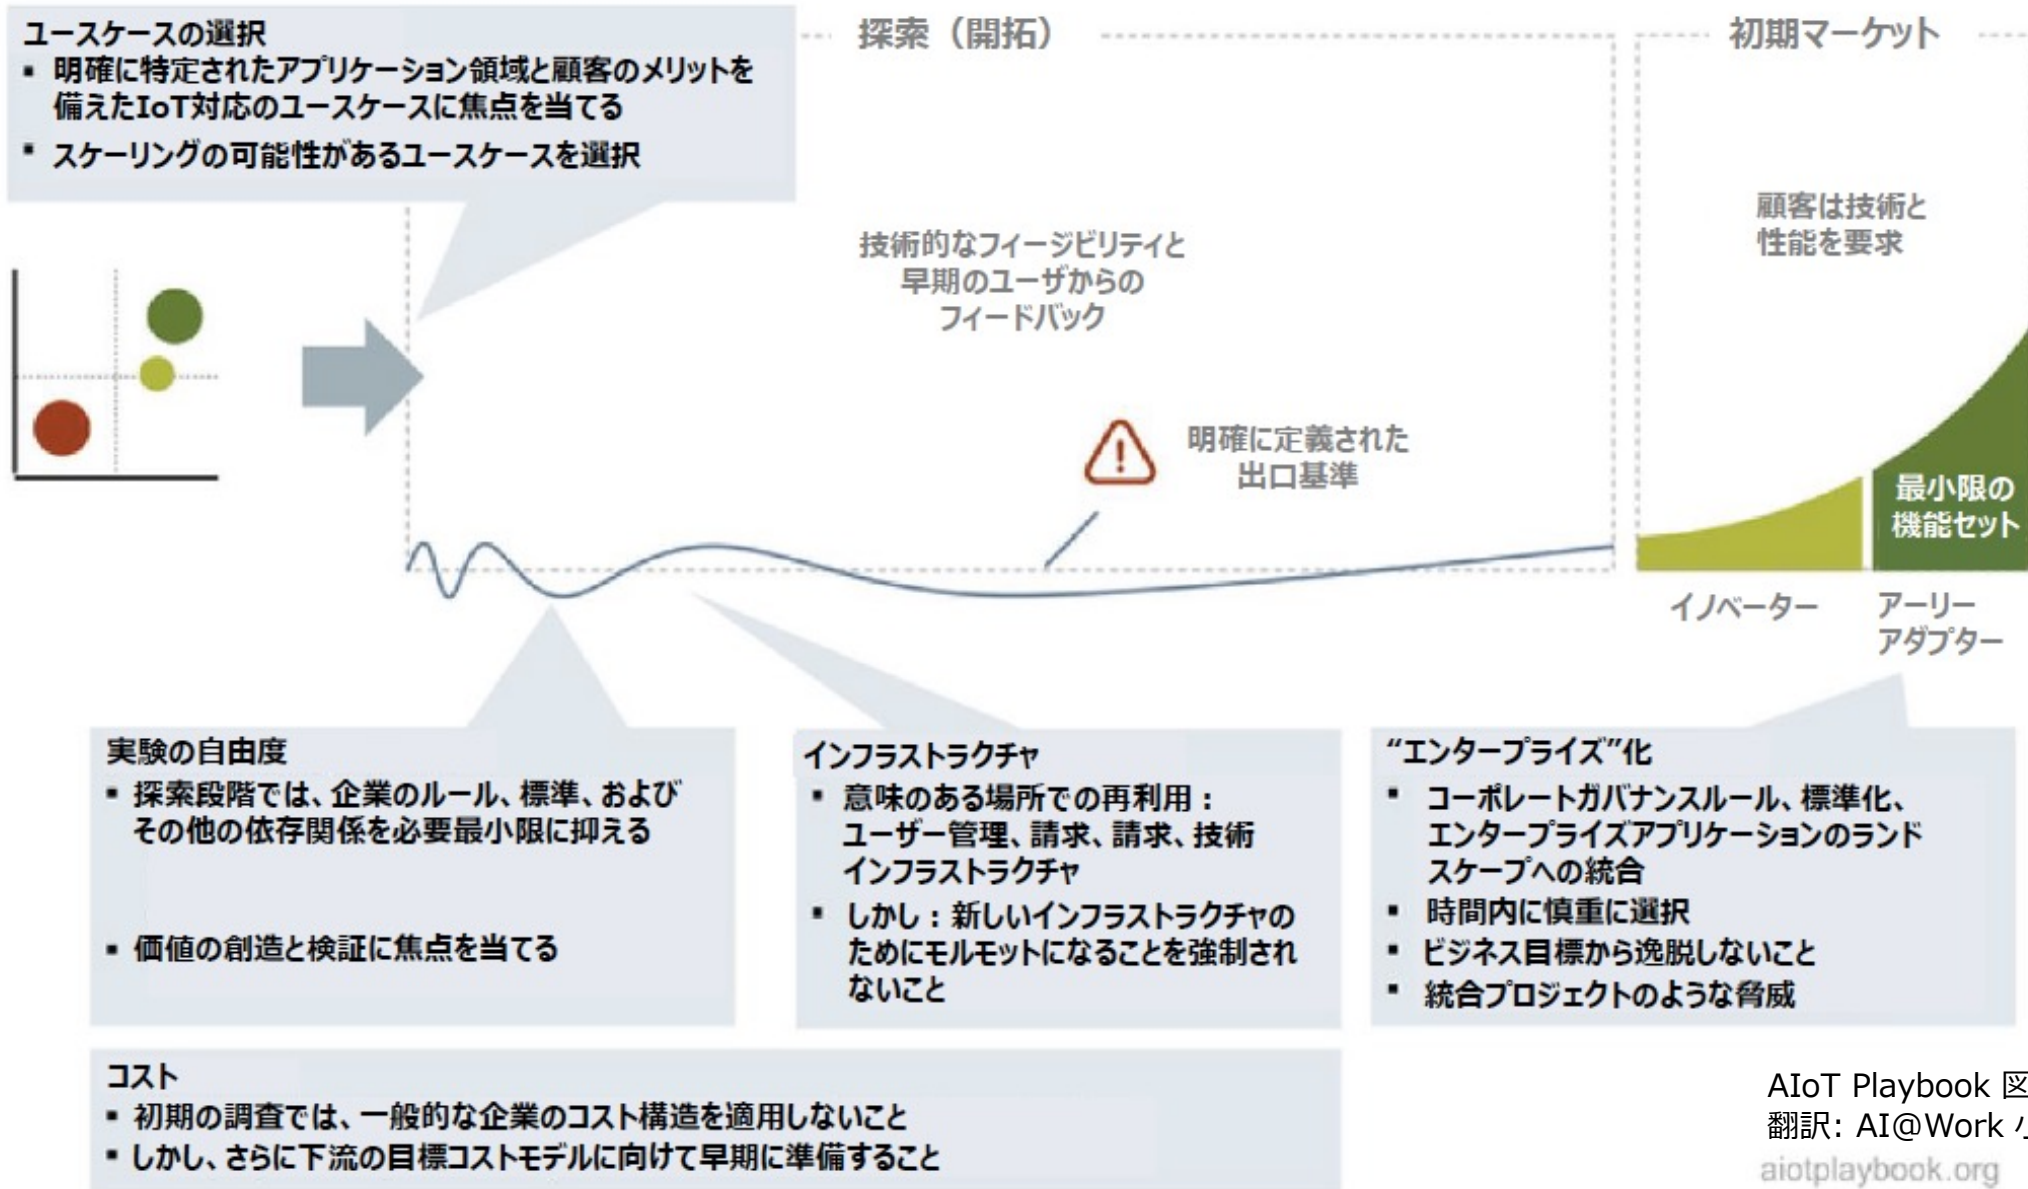 ユースケースの選択
▪ 明確に特定されたアプリケーション領域と顧客のメリットを
備えたIoT対応のユースケースに焦点を当てる
▪ スケーリングの可能性があるユースケースを選択
探索（開拓）
初期マーケット
技術的なフィージビリティと
早期のユーザからの
フィードバック
顧客は技術と
性能を要求
明確に定義された
出口基準
最小限の
機能セット
イノベーター
アーリー
アダプター
実験の自由度
▪ 探索段階では、企業のルール、標準、および
その他の依存関係を必要最小限に抑える
▪ 価値の創造と検証に焦点を当てる
インフラストラクチャ
▪ 意味のある場所での再利用：
ユーザー管理、請求、請求、技術
インフラストラクチャ
▪ しかし：新しいインフラストラクチャの
ためにモルモットになることを強制され
ないこと
“エンタープライズ”化
▪ コーポレートガバナンスルール、標準化、
エンタープライズアプリケーションのランド
スケープへの統合
▪ 時間内に慎重に選択
▪ ビジネス目標から逸脱しないこと
▪ 統合プロジェクトのような脅威
コスト
▪ 初期の調査では、一般的な企業のコスト構造を適用しないこと
▪ しかし、さらに下流の目標コストモデルに向けて早期に準備すること
AIoT Playbook 図
翻訳: AI@Work
aiotplaybook.org